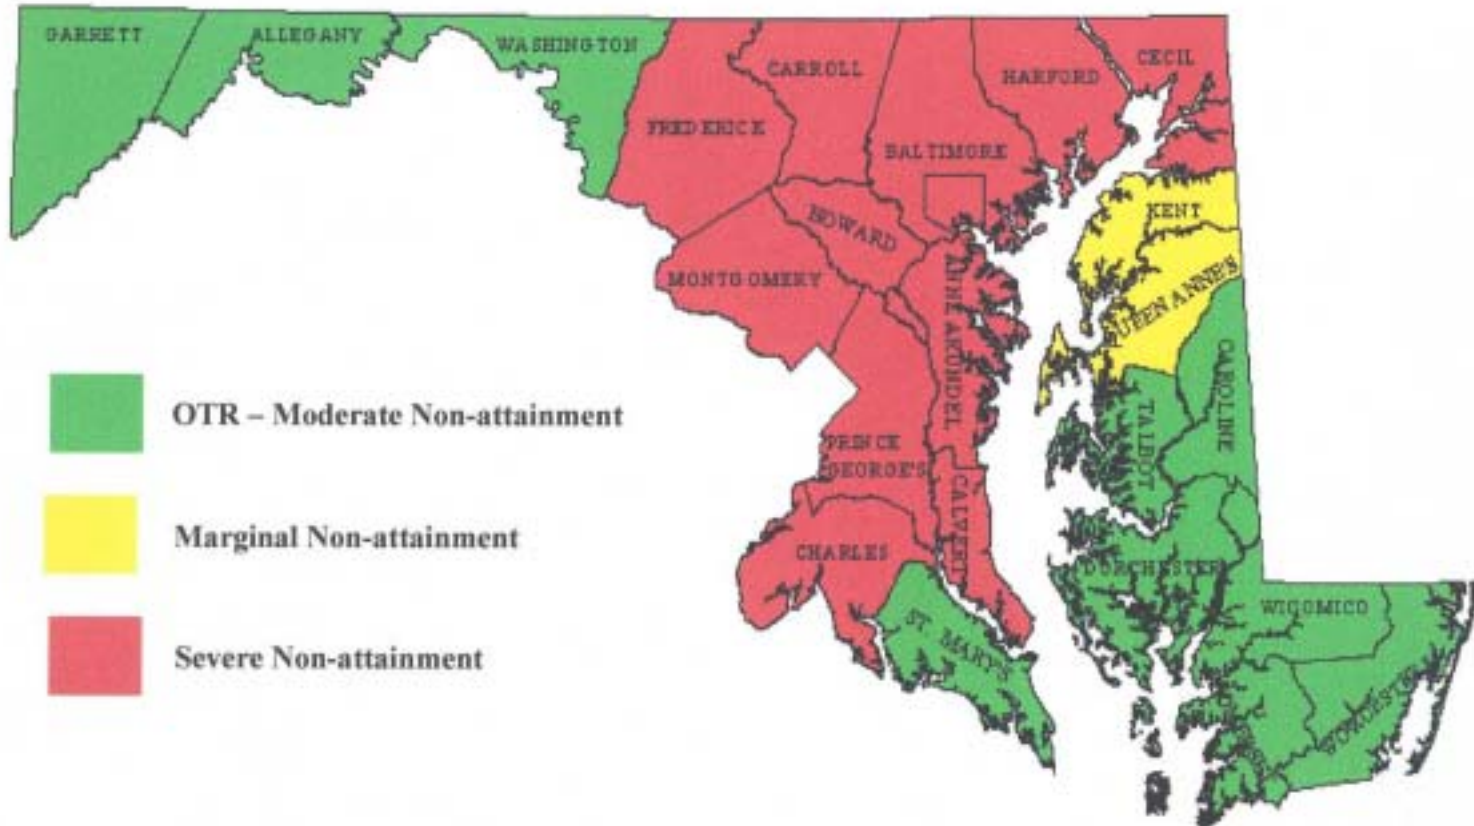 GARRETT
ALLEGANY
WASHINGTON
FREDERICK
CARROLL
BALTIMORE
HARFORD
CECIL
KENT
HOWARD
MONTGOMERY
ANNE ARUNDEL
QUEEN ANNE'S
CAROLINE
TALBOT
PRINCE
GEORGE'S
CALVERT
CHARLES
ST. MARY'S
DORCHESTER
WICOMICO
WORCESTER
OTR – Moderate Non-attainment
Marginal Non-attainment
Severe Non-attainment